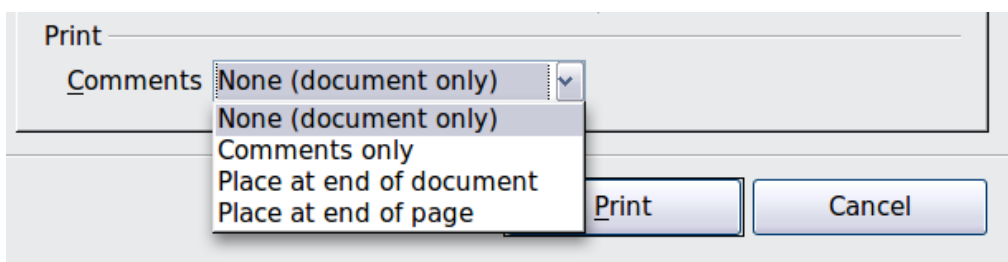 Print
Comments None (document only)
None (document only)
Comments only
Place at end of document
Place at end of page
Print Cancel